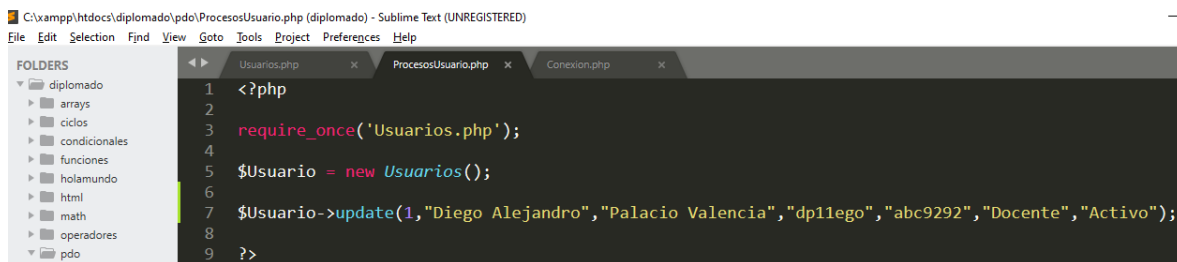 C:\xampp\htdocs\diplomado\pdo\ProcesosUsuario.php (diplomado) - Sublime Text (UNREGISTERED)
File Edit Selection Find View Goto Tools Project Preferences Help
FOLDERS
diplomado
arrays
ciclos
condicionales
funciones
holamundo
html
math
operadores
pdo
Usuarios.php × ProcesosUsuario.php × Conexion.php ×
1 <?php
2
3 require_once('Usuarios.php');
4
5 $Usuario = new Usuarios();
6
7 $Usuario->update(1,"Diego Alejandro","Palacio Valencia","dp11ego","abc9292","Docente","Activo");
8
9 ?>